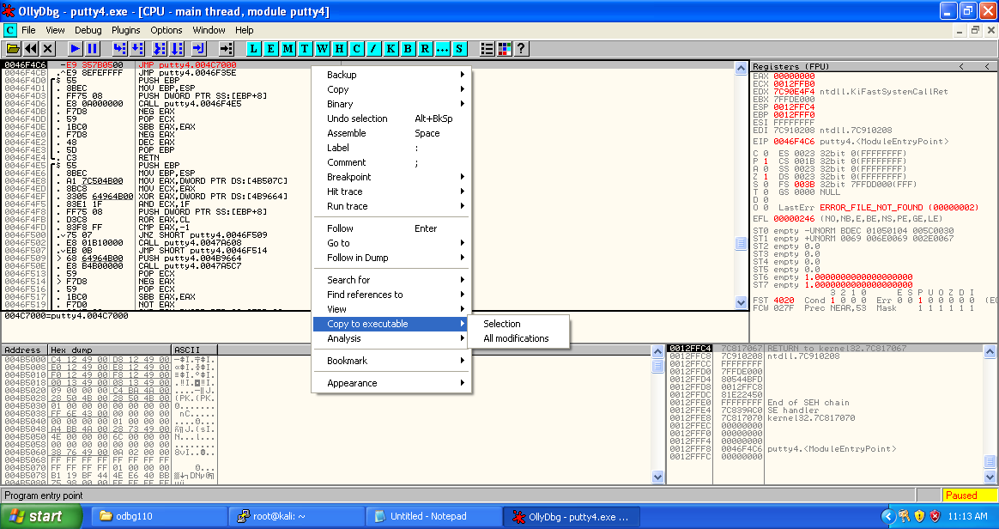 OllyDbg - putty4.exe - [CPU - main thread, module putty4]
C File View Debug Plugins Options Window Help
L E M T W H C / K B R ... S ?
0046F4C6 -E9 357B0500 JMP putty4.004C7000
0046F4CB .^E9 8EFEFFFF JMP putty4.0046F35E
0046F4D0 $ 55 PUSH EBP
0046F4D1 . 8BEC MOV EBP,ESP
0046F4D3 . FF75 08 PUSH DWORD PTR SS:[EBP+8]
0046F4D6 . E8 0A000000 CALL putty4.0046F4E5
0046F4DB . F7D8 NEG EAX
0046F4DD . 59 POP ECX
0046F4DE . 1BC0 SBB EAX,EAX
0046F4E0 . F7D8 NEG EAX
0046F4E2 . 48 DEC EAX
0046F4E3 . 5D POP EBP
0046F4E4 . C3 RETN
0046F4E5 $ 55 PUSH EBP
0046F4E6 . 8BEC MOV EBP,ESP
0046F4E8 . A1 7C504B00 MOV EAX,DWORD PTR DS:[4B507C]
0046F4ED . 8BC8 MOV ECX,EAX
0046F4EF . 3305 64964B00 XOR EAX,DWORD PTR DS:[4B9664]
0046F4F5 . 83E1 1F AND ECX,1F
0046F4F8 . FF75 08 PUSH DWORD PTR SS:[EBP+8]
0046F4FB . D3C8 ROR EAX,CL
0046F4FD . 83F8 FF CMP EAX,-1
0046F500 .v75 07 JNZ SHORT putty4.0046F509
0046F502 . E8 01B10000 CALL putty4.0047A608
0046F507 .vEB 0B JMP SHORT putty4.0046F514
0046F509 > 68 64964B00 PUSH putty4.004B9664
0046F50E . E8 B4B00000 CALL putty4.0047A5C7
0046F513 . 59 POP ECX
0046F514 > F7D8 NEG EAX
0046F516 . 59 POP ECX
0046F517 . 1BC0 SBB EAX,EAX
0046F519 . F7D0 NOT EAX
004C7000=putty4.004C7000
Backup
Copy
Binary
Undo selection Alt+BkSp
Assemble Space
Label :
Comment ;
Breakpoint
Hit trace
Run trace
Follow Enter
Go to
Follow in Dump
Search for
Find references to
View
Copy to executable
Analysis
Bookmark
Appearance
Selection
All modifications
Registers (FPU) < <
EAX 00000000
ECX 0012FFB0
EDX 7C90E4F4 ntdll.KiFastSystemCallRet
EBX 7FFDE000
ESP 0012FFC4
EBP 0012FFF0
ESI FFFFFFFF
EDI 7C910208 ntdll.7C910208
EIP 0046F4C6 putty4.<ModuleEntryPoint>
C 0 ES 0023 32bit 0(FFFFFFFF)
P 1 CS 001B 32bit 0(FFFFFFFF)
A 0 SS 0023 32bit 0(FFFFFFFF)
Z 1 DS 0023 32bit 0(FFFFFFFF)
S 0 FS 003B 32bit 7FFDD000(FFF)
T 0 GS 0000 NULL
D 0
O 0 LastErr ERROR_FILE_NOT_FOUND (00000002)
EFL 00000246 (NO,NB,E,BE,NS,PE,GE,LE)
ST0 empty -UNORM BDEC 01050104 005C0030
ST1 empty +UNORM 0069 006E0069 002E0067
ST2 empty 0.0
ST3 empty 0.0
ST4 empty 0.0
ST5 empty 0.0
ST6 empty 1.0000000000000000000
ST7 empty 1.0000000000000000000
3 2 1 0 E S P U O Z D I
FST 4020 Cond 1 0 0 0 Err 0 0 1 0 0 0 0 0 (EQ
FCW 027F Prec NEAR,53 Mask 1 1 1 1 1 1
Address Hex dump ASCII
004B5000 C4 12 49 00 D8 12 49 00
004B5008 E0 12 49 00 E8 12 49 00
004B5010 F0 12 49 00 F8 12 49 00
004B5018 00 13 49 00 08 13 49 00
004B5020 09 00 00 00 C4 BA 4A 00
004B5028 28 50 4B 00 28 50 4B 00 (PK.(PK.
004B5030 01 00 00 00 00 00 00 00
004B5038 FF 6E 43 00 00 00 00 00 nC.....
004B5040 00 00 00 00 01 00 00 00
004B5048 A4 BB 4A 00 28 73 49 00
004B5050 4E 00 00 00 6C 00 00 00 N...l...
004B5058 00 00 00 00 00 00 00 00 ........
004B5060 38 76 49 00 0A 02 00 00
004B5068 FF FF FF FF FF FF FF FF
004B5070 FF FF FF FF 01 00 00 00
004B5078 B1 19 BF 44 4E E6 40 BB
0012FFC4 7C817067 RETURN to kernel32.7C817067
0012FFC8 7C910208 ntdll.7C910208
0012FFCC FFFFFFFF
0012FFD0 7FFDE000
0012FFD4 80544BFD
0012FFD8 0012FFC8
0012FFDC 81E22450
0012FFE0 FFFFFFFF End of SEH chain
0012FFE4 7C839AC0 SE handler
0012FFE8 7C817070 kernel32.7C817070
0012FFEC 00000000
0012FFF0 00000000
0012FFF4 00000000
0012FFF8 0046F4C6 putty4.<ModuleEntryPoint>
0012FFFC 00000000
Program entry point Paused
start odbg110 root@kali: ~ Untitled - Notepad OllyDbg - putty4.exe ... 11:13 AM